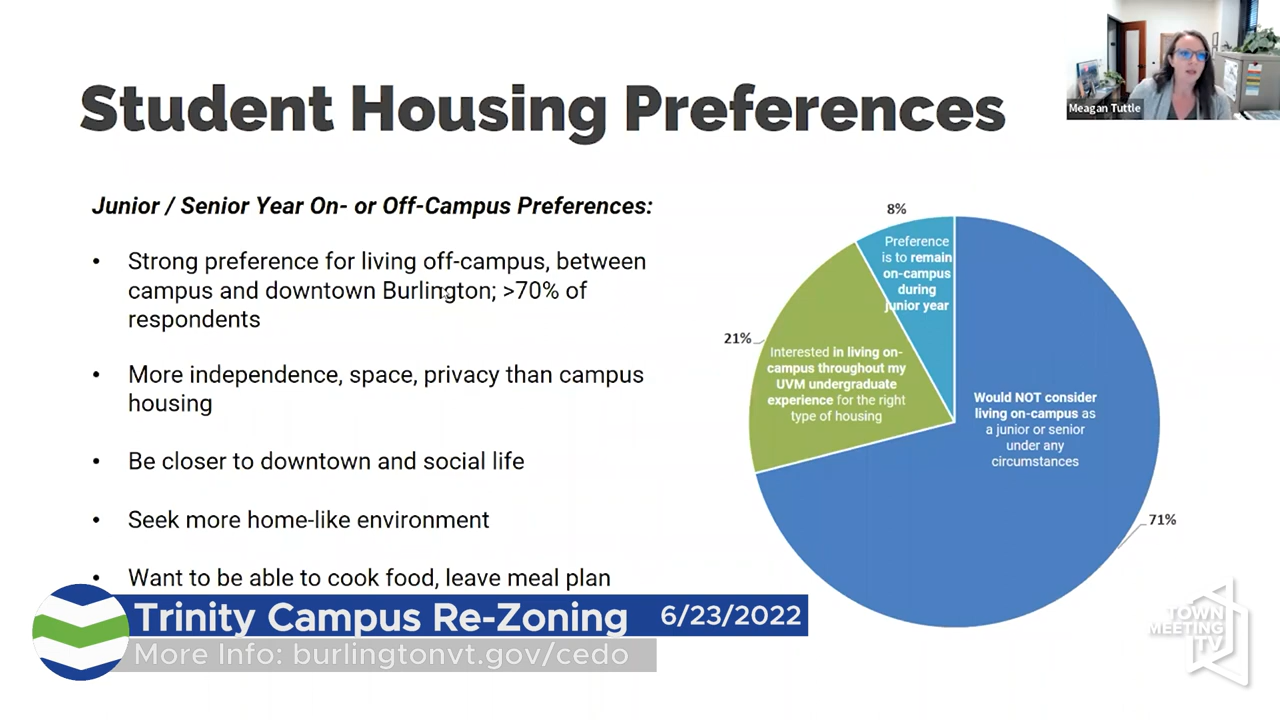 Student Housing Preferences
Meagan Tuttle
Junior / Senior Year On- or Off-Campus Preferences:
• Strong preference for living off-campus, between
campus and downtown Burlington; >70% of
respondents
• More independence, space, privacy than campus
housing
• Be closer to downtown and social life
• Seek more home-like environment
• Want to be able to cook food, leave meal plan
8%
Preference
is to remain
on-campus
during
junior year
21%
Interested in living on-
campus throughout my
UVM undergraduate
experience for the right
type of housing
Would NOT consider
living on-campus as
a junior or senior
under any
circumstances
71%
Trinity Campus Re-Zoning 6/23/2022
More Info: burlingtonvt.gov/cedo
TOWN
MEETING
TV